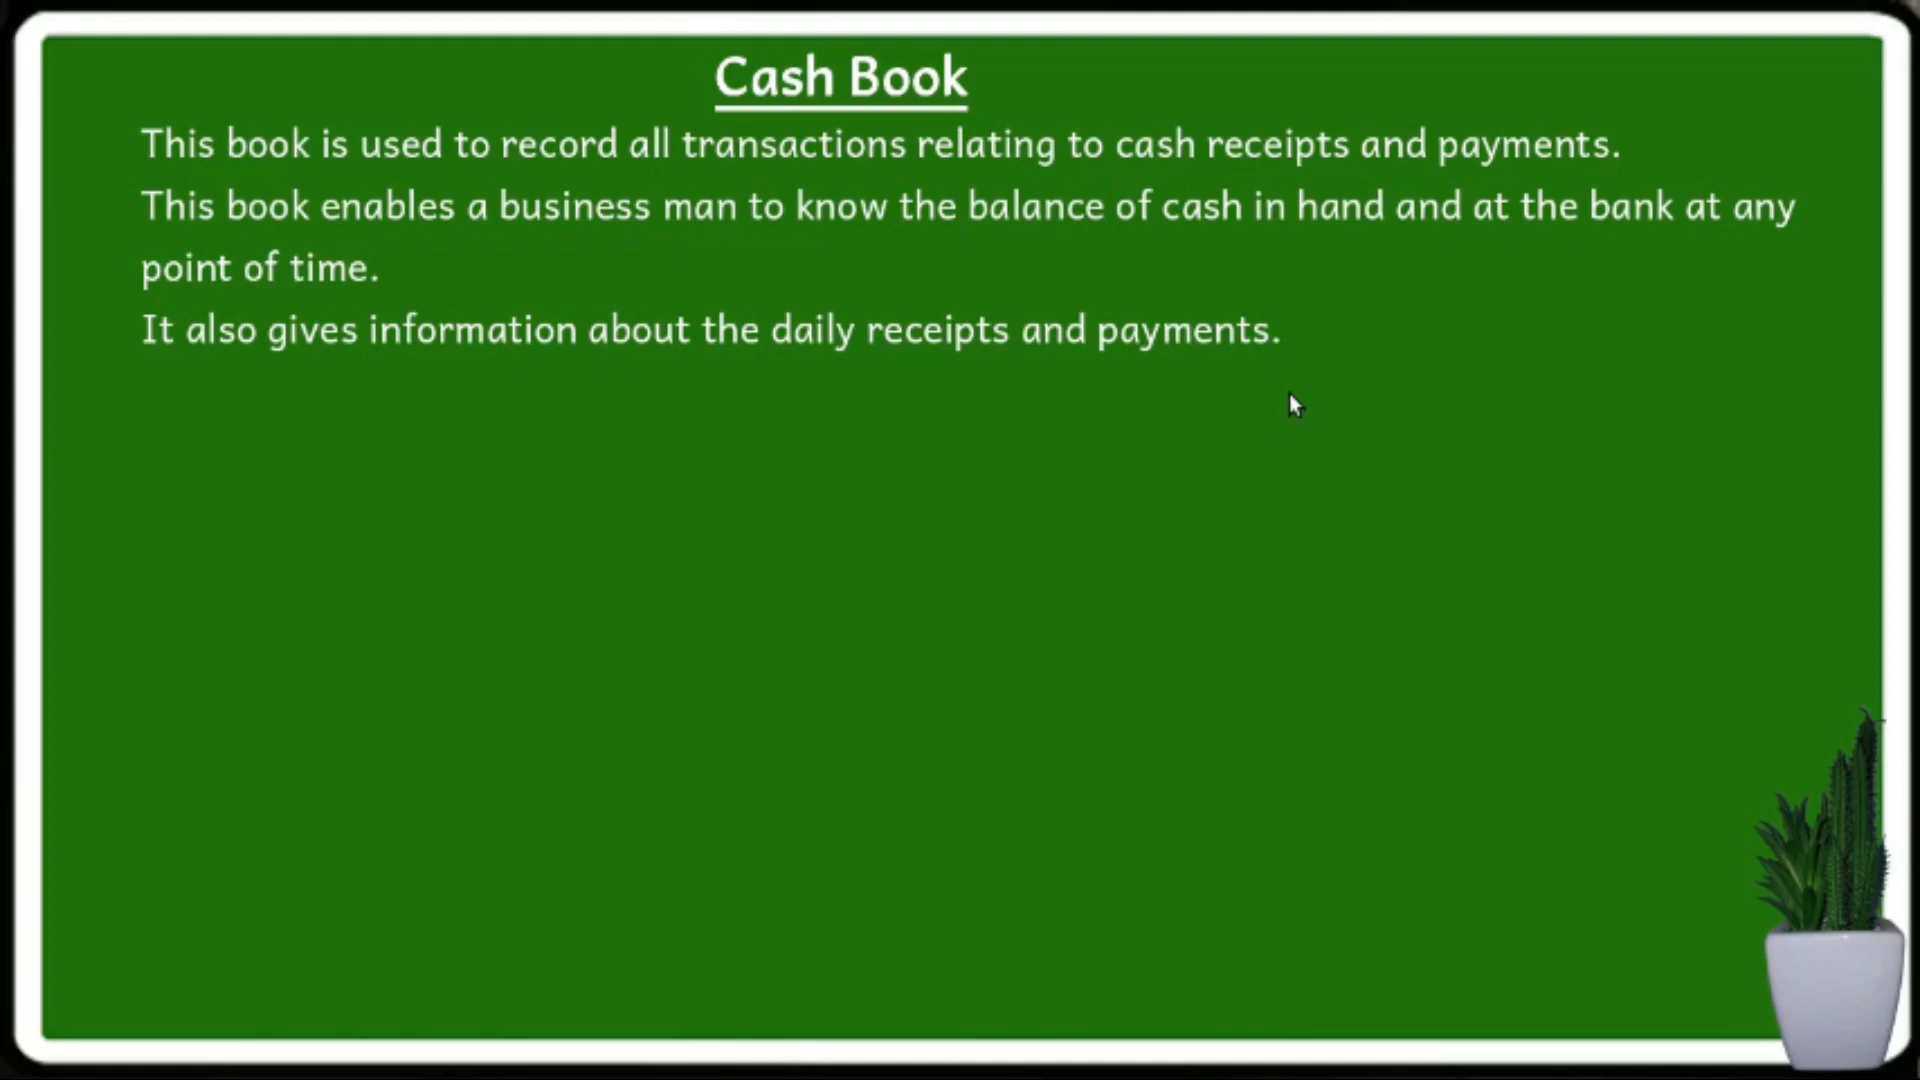 Cash Book
This book is used to record all transactions relating to cash receipts and payments.
This book enables a business man to know the balance of cash in hand and at the bank at any
point of time.
It also gives information about the daily receipts and payments.